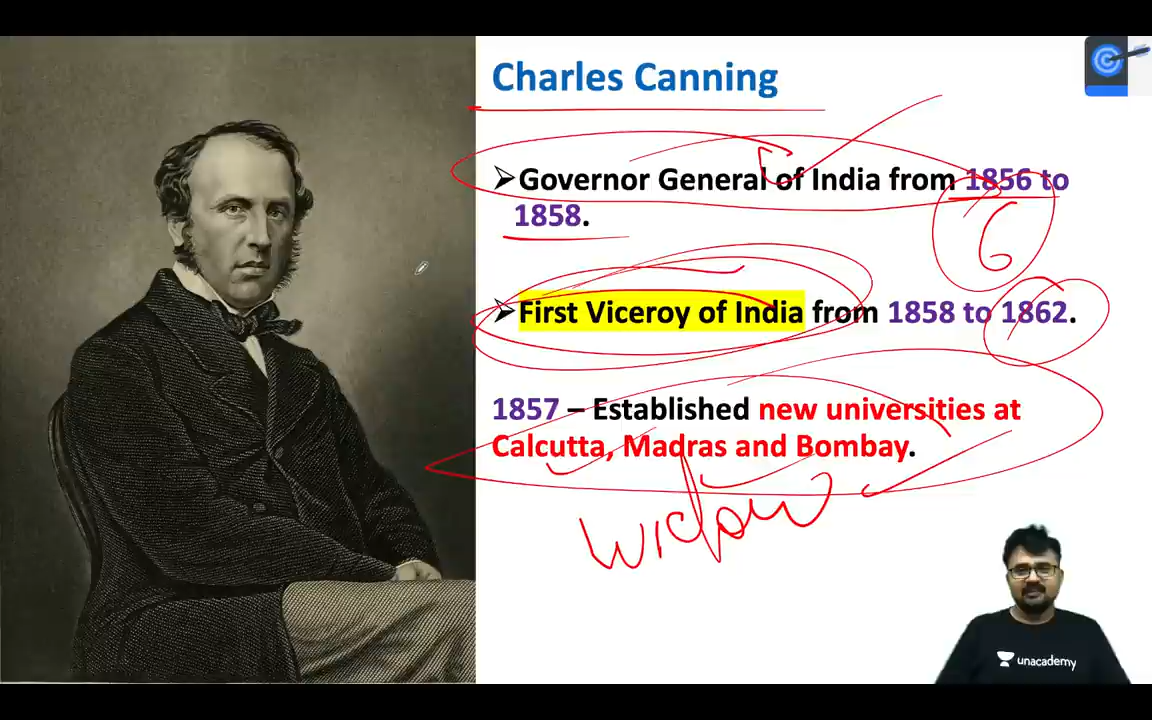 Charles Canning
➢Governor General of India from 1856 to
1858.
6
➢First Viceroy of India from 1858 to 1862.
1857 – Established new universities at
Calcutta, Madras and Bombay.
widow
unacademy